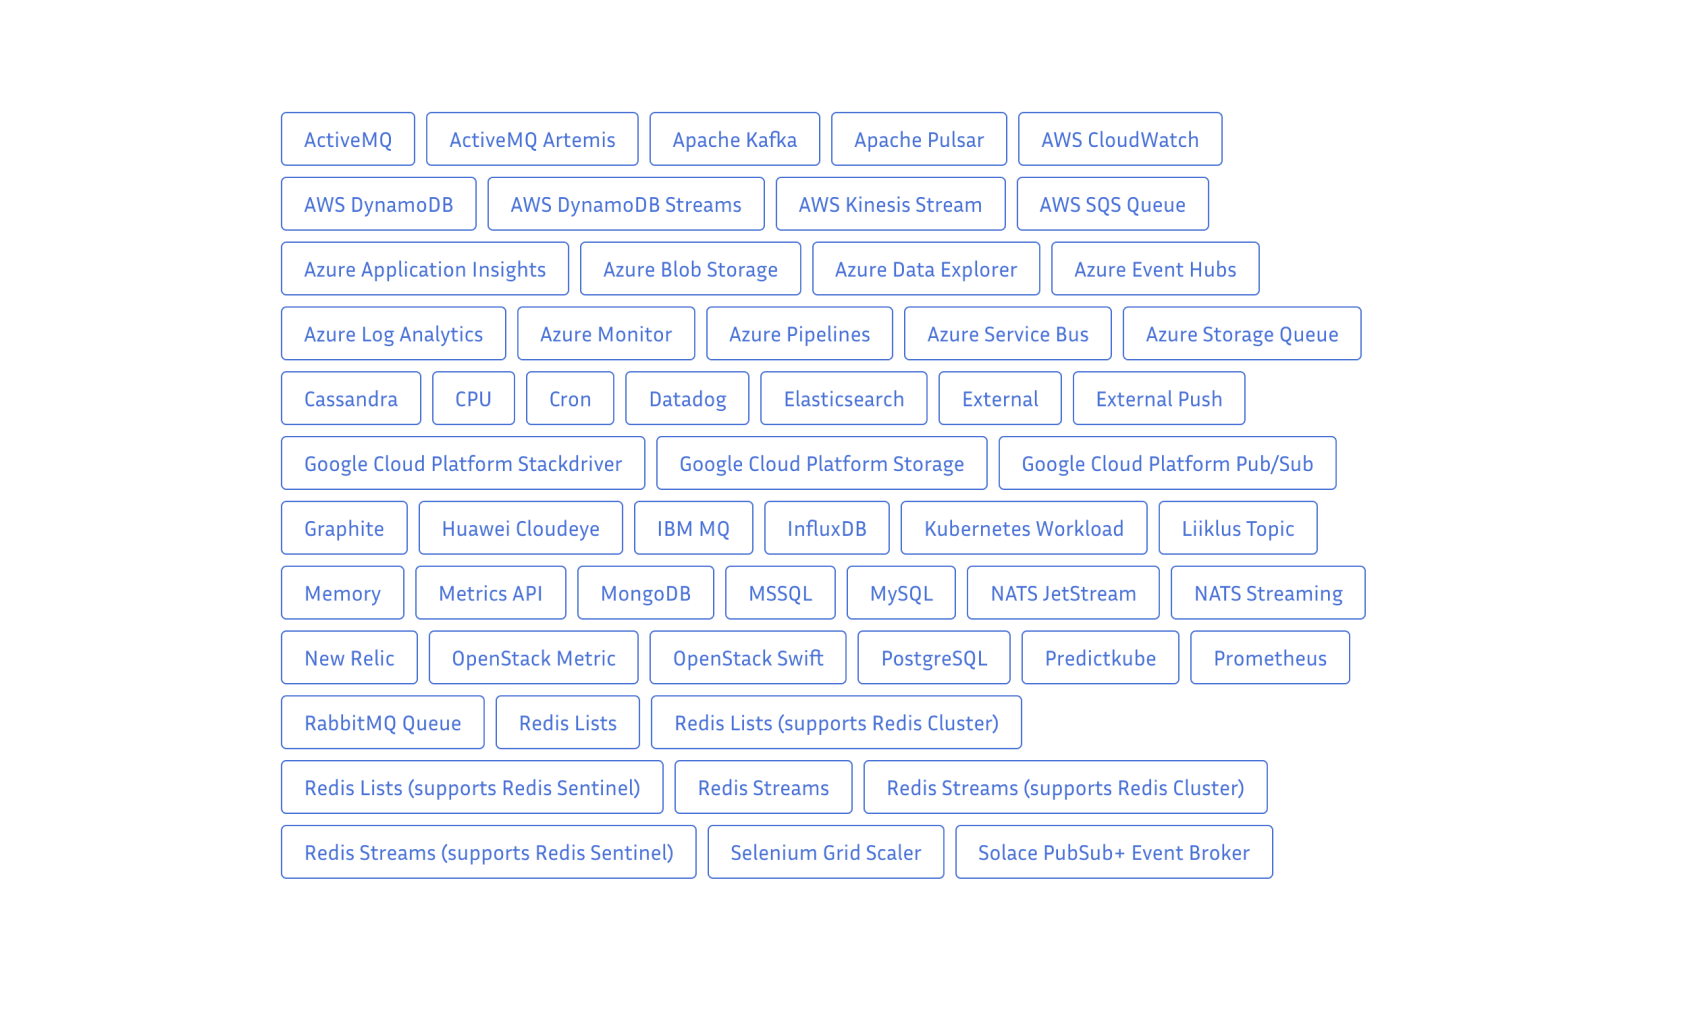 ActiveMQ ActiveMQ Artemis Apache Kafka Apache Pulsar AWS CloudWatch
AWS DynamoDB AWS DynamoDB Streams AWS Kinesis Stream AWS SQS Queue
Azure Application Insights Azure Blob Storage Azure Data Explorer Azure Event Hubs
Azure Log Analytics Azure Monitor Azure Pipelines Azure Service Bus Azure Storage Queue
Cassandra CPU Cron Datadog Elasticsearch External External Push
Google Cloud Platform Stackdriver Google Cloud Platform Storage Google Cloud Platform Pub/Sub
Graphite Huawei Cloudeye IBM MQ InfluxDB Kubernetes Workload Liiklus Topic
Memory Metrics API MongoDB MSSQL MySQL NATS JetStream NATS Streaming
New Relic OpenStack Metric OpenStack Swift PostgreSQL Predictkube Prometheus
RabbitMQ Queue Redis Lists Redis Lists (supports Redis Cluster)
Redis Lists (supports Redis Sentinel) Redis Streams Redis Streams (supports Redis Cluster)
Redis Streams (supports Redis Sentinel) Selenium Grid Scaler Solace PubSub+ Event Broker